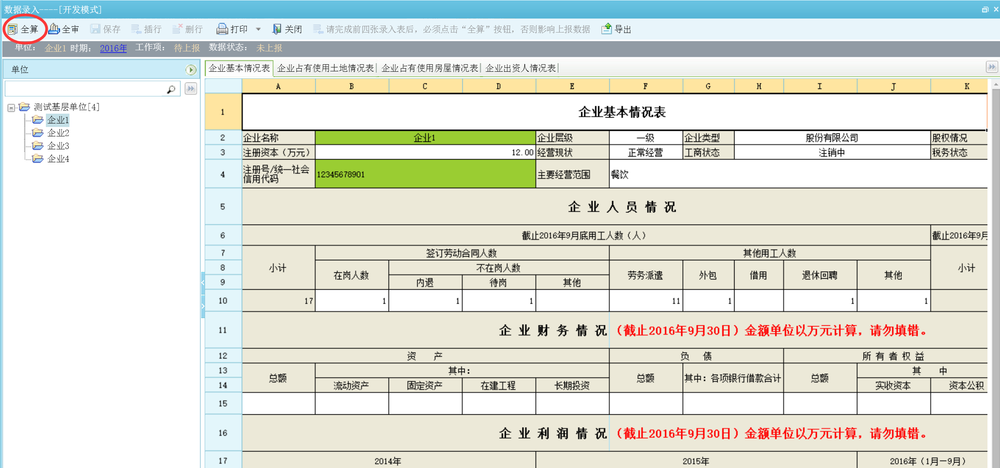 数据录入----[开发模式]
全算 全审 保存 插行 删行 打印 关闭 请完成前四张录入表后，必须点击“全算”按钮，否则影响上报数据 导出
单位： 企业1 时期： 2016年 工作项： 待上报 数据状态： 未上报
单位
测试基层单位[4]
企业1
企业2
企业3
企业4
企业基本情况表 企业占有使用土地情况表 企业占有使用房屋情况表 企业出资人情况表
A B C D E F G H I J K
1 企业基本情况表
2 企业名称 企业1 企业层级 一级 企业类型 股份有限公司 股权情况
3 注册资本（万元） 12.00 经营现状 正常经营 工商状态 注销中 税务状态
4 注册号/统一社会信用代码 12345678901 主要经营范围 餐饮
5 企 业 人 员 情 况
6 截止2016年9月底用工人数（人） 截止2016年9月
7 小计 签订劳动合同人数 其他用工人数 小计
8 在岗人数 不在岗人数 劳务派遣 外包 借用 退休回聘 其他
9 内退 待岗 其他
10 17 1 1 1 11 1 1 1
11 企 业 财 务 情 况 （截止2016年9月30日）金额单位以万元计算，请勿填错。
12 资 产 负 债 所 有 者 权 益
13 总额 其中： 总额 其中：各项银行借款合计 总额 其 中
14 流动资产 固定资产 在建工程 长期投资 实收资本 资本公积
15
16 企 业 利 润 情 况 （截止2016年9月30日）金额单位以万元计算，请勿填错。
17 2014年 2015年 2016年（1月—9月）